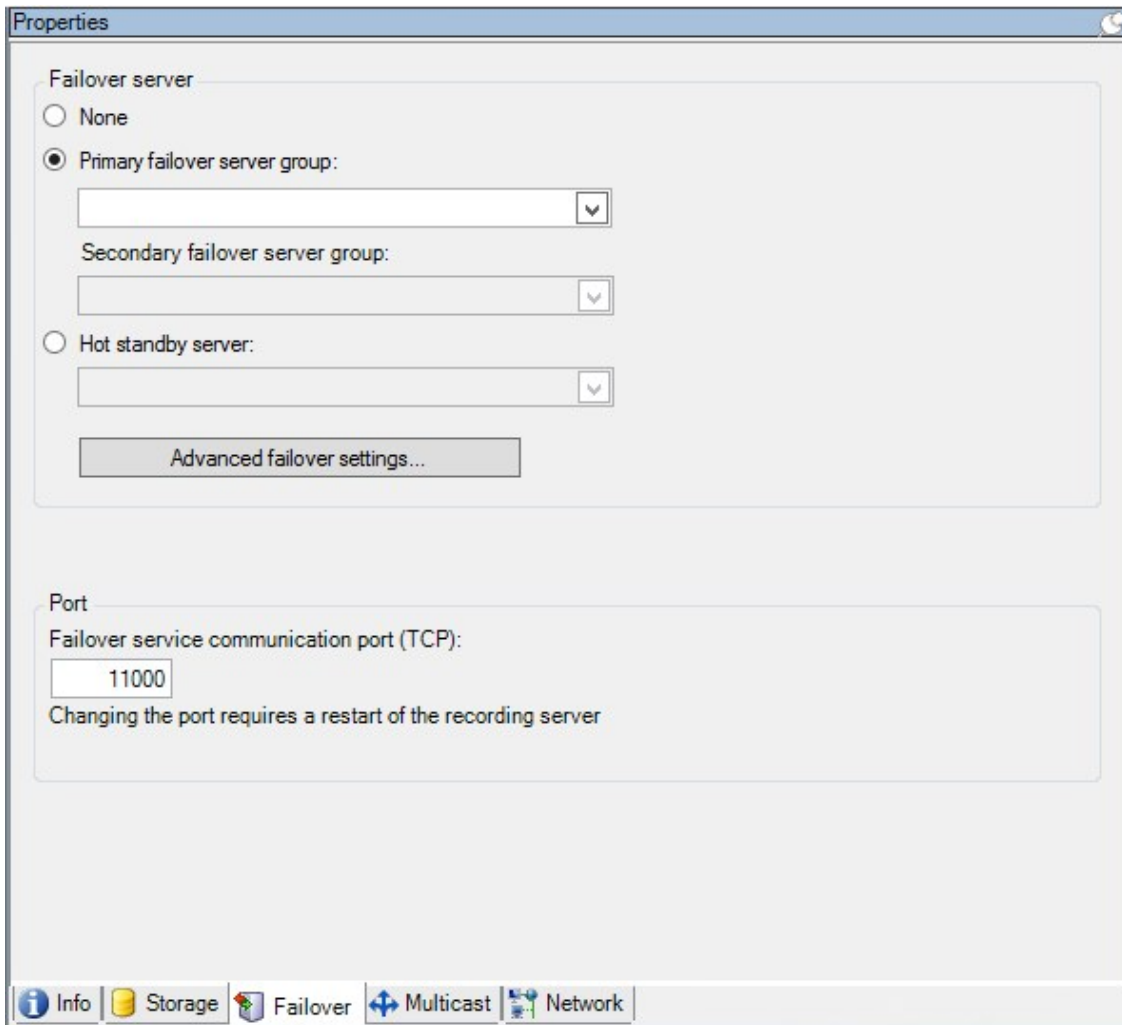 Properties
Failover server
None
Primary failover server group:
Secondary failover server group:
Hot standby server:
Advanced failover settings...
Port
Failover service communication port (TCP):
11000
Changing the port requires a restart of the recording server
Info Storage Failover Multicast Network